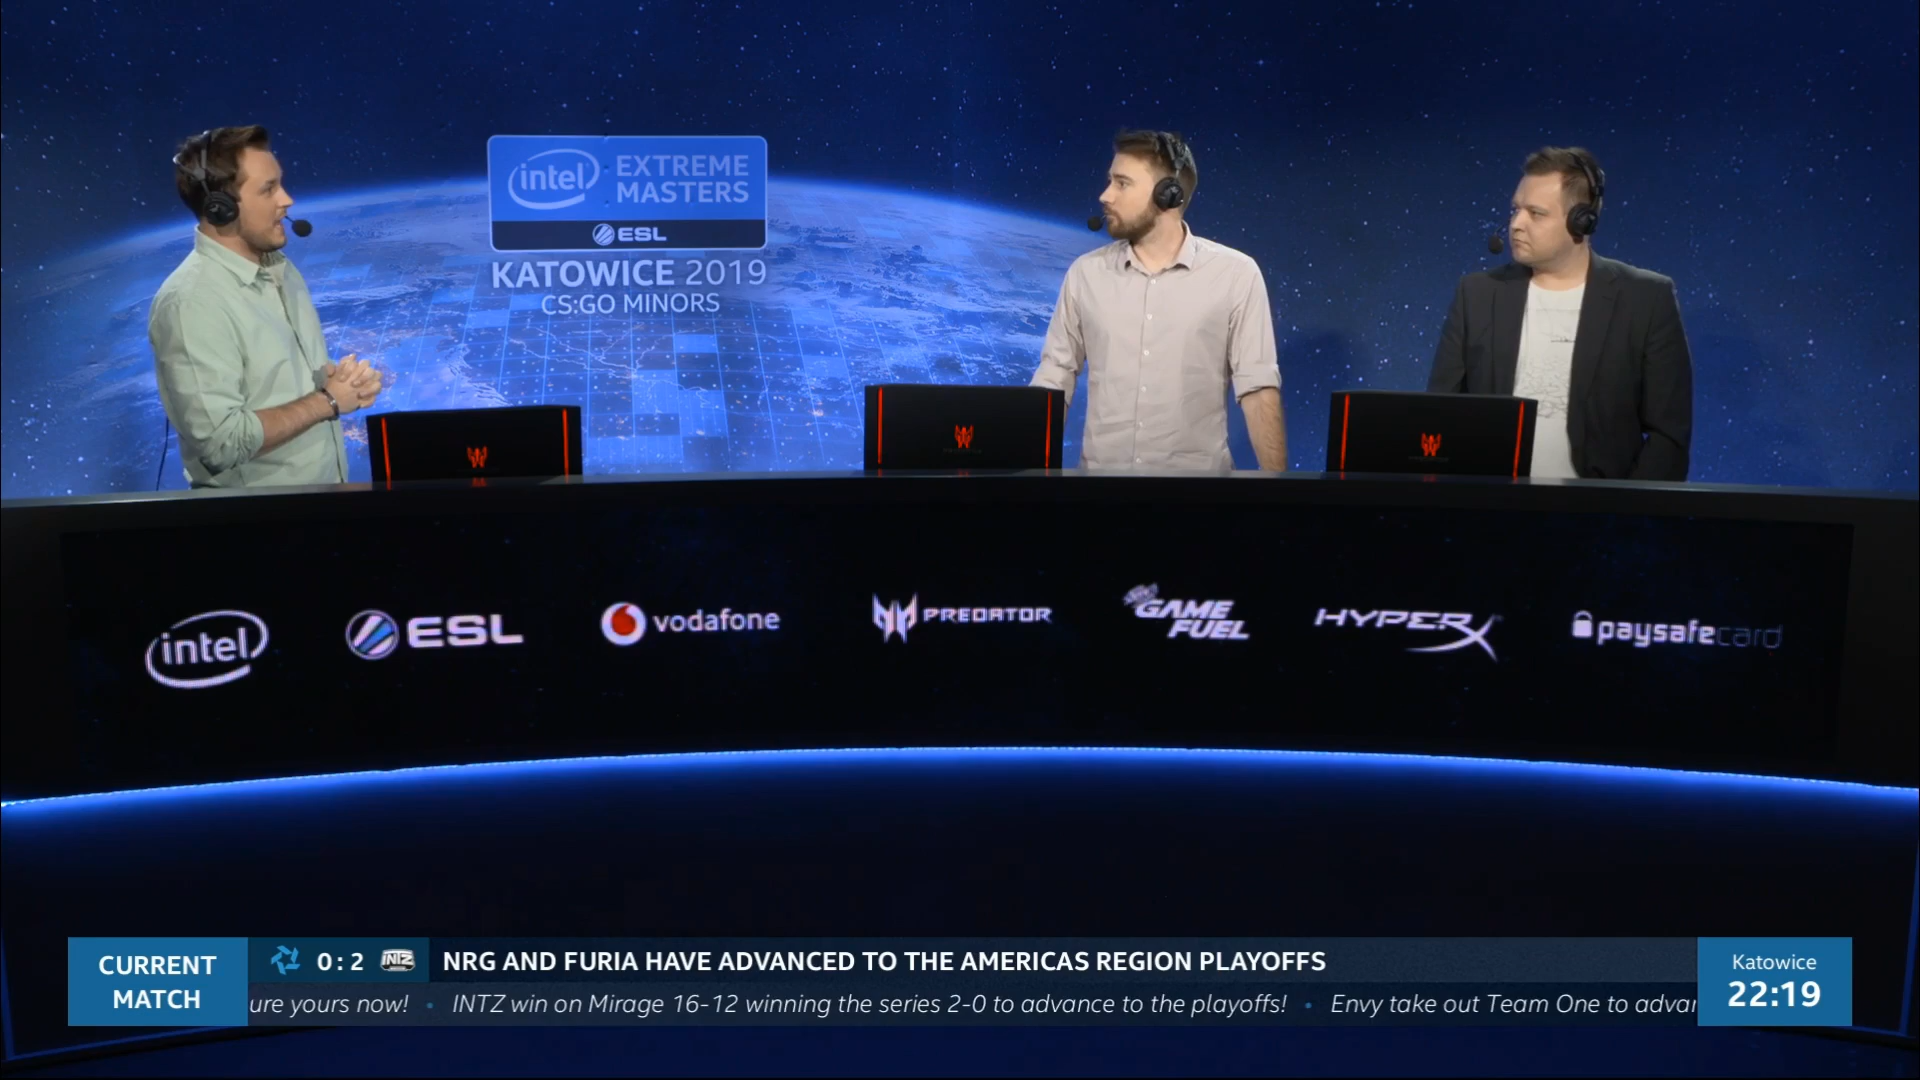 intel
EXTREME
MASTERS
ESL
KATOWICE 2019
CS:GO MINORS
intel
ESL
vodafone
PREDATOR
GAME
FUEL
HYPERX
paysafecard
CURRENT
MATCH
0:2
INTZ
NRG AND FURIA HAVE ADVANCED TO THE AMERICAS REGION PLAYOFFS
ure yours now! • INTZ win on Mirage 16-12 winning the series 2-0 to advance to the playoffs! • Envy take out Team One to advar
Katowice
22:19